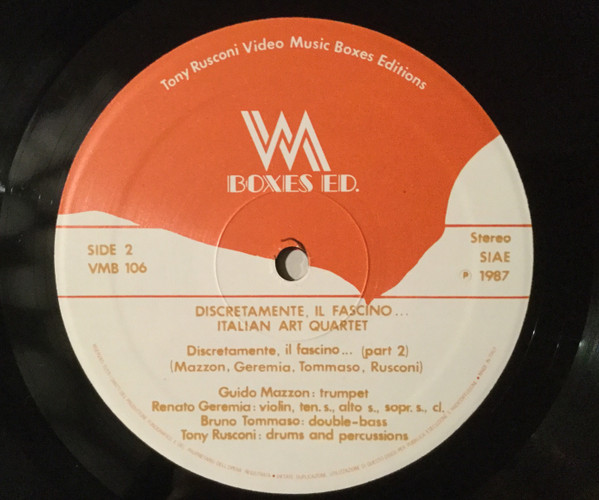 Tony Rusconi Video Music Boxes Editions
VM
BOXES ED.
SIDE 2
VMB 106
Stereo
SIAE
℗ 1987
DISCRETAMENTE, IL FASCINO...
ITALIAN ART QUARTET
Discretamente, il fascino... (part 2)
(Mazzon, Geremia, Tommaso, Rusconi)
Guido Mazzon: trumpet
Renato Geremia: violin, ten. s., alto s., sopr. s., cl.
Bruno Tommaso: double-bass
Tony Rusconi: drums and percussions